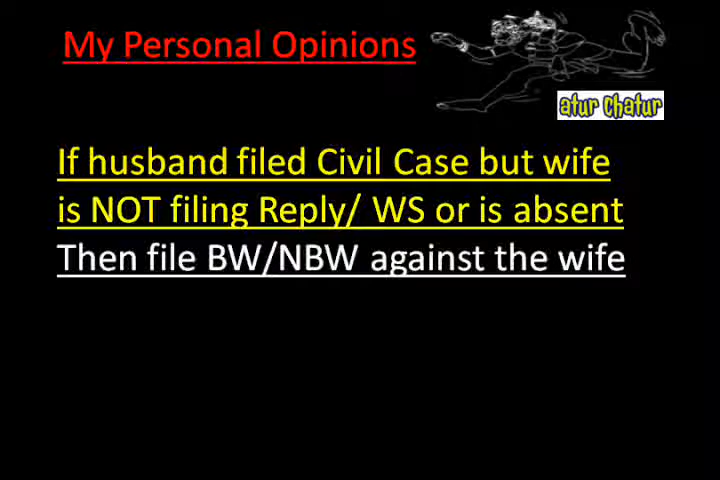 My Personal Opinions
atur chatur
If husband filed Civil Case but wife
is NOT filing Reply/ WS or is absent
Then file BW/NBW against the wife